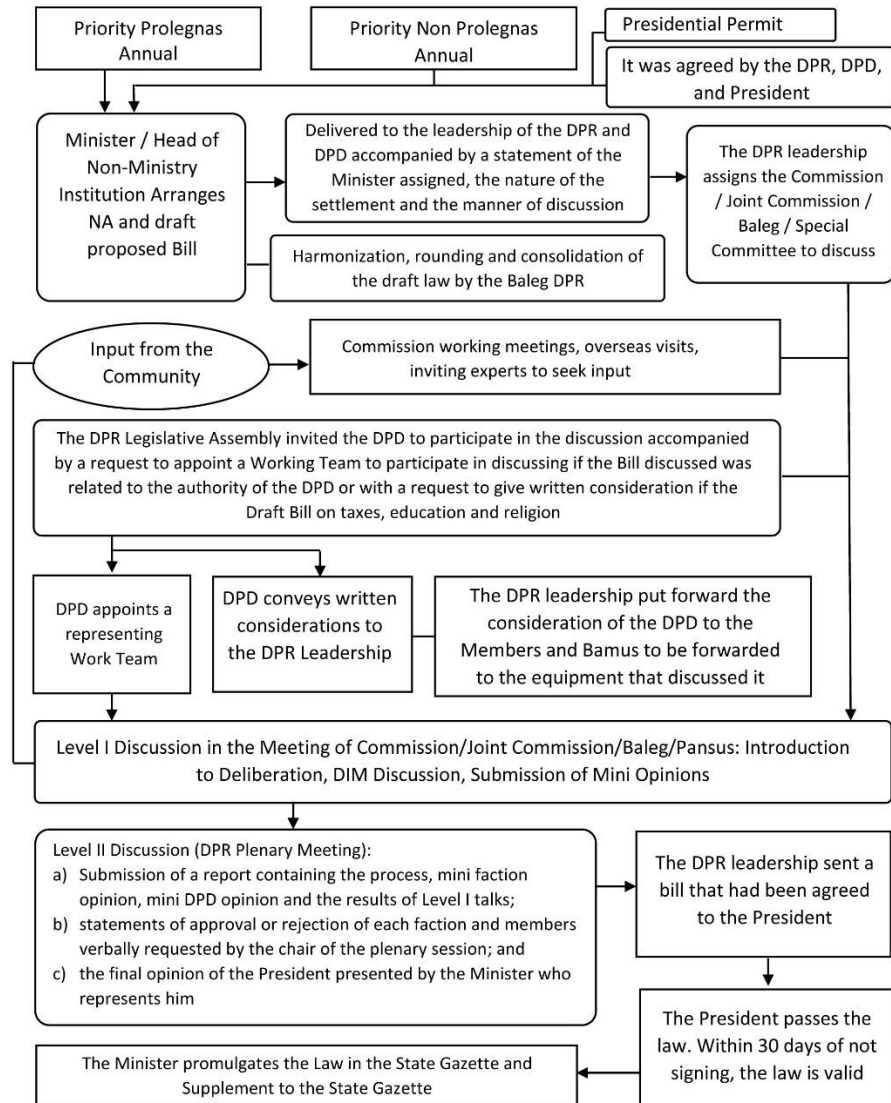 Priority Prolegnas
Annual
Priority Non Prolegnas
Annual
Presidential Permit
It was agreed by the DPR, DPD,
and President
Minister / Head of
Non-Ministry
Institution Arranges
NA and draft
proposed Bill
Delivered to the leadership of the DPR and
DPD accompanied by a statement of the
Minister assigned, the nature of the
settlement and the manner of discussion
The DPR leadership
assigns the Commission
/ Joint Commission /
Baleg / Special
Committee to discuss
Harmonization, rounding and consolidation
of the draft law by the Baleg DPR
Input from the
Community
Commission working meetings, overseas visits,
inviting experts to seek input
The DPR Legislative Assembly invited the DPD to participate in the discussion accompanied
by a request to appoint a Working Team to participate in discussing if the Bill discussed was
related to the authority of the DPD or with a request to give written consideration if the
Draft Bill on taxes, education and religion
DPD appoints a
representing
Work Team
DPD conveys written
considerations to
the DPR Leadership
The DPR leadership put forward the
consideration of the DPD to the
Members and Bamus to be forwarded
to the equipment that discussed it
Level I Discussion in the Meeting of Commission/Joint Commission/Baleg/Pansus: Introduction
to Deliberation, DIM Discussion, Submission of Mini Opinions
Level II Discussion (DPR Plenary Meeting):
a) Submission of a report containing the process, mini faction
opinion, mini DPD opinion and the results of Level I talks;
b) statements of approval or rejection of each faction and members
verbally requested by the chair of the plenary session; and
c) the final opinion of the President presented by the Minister who
represents him
The DPR leadership sent a
bill that had been agreed
to the President
The President passes the
law. Within 30 days of not
signing, the law is valid
The Minister promulgates the Law in the State Gazette and
Supplement to the State Gazette